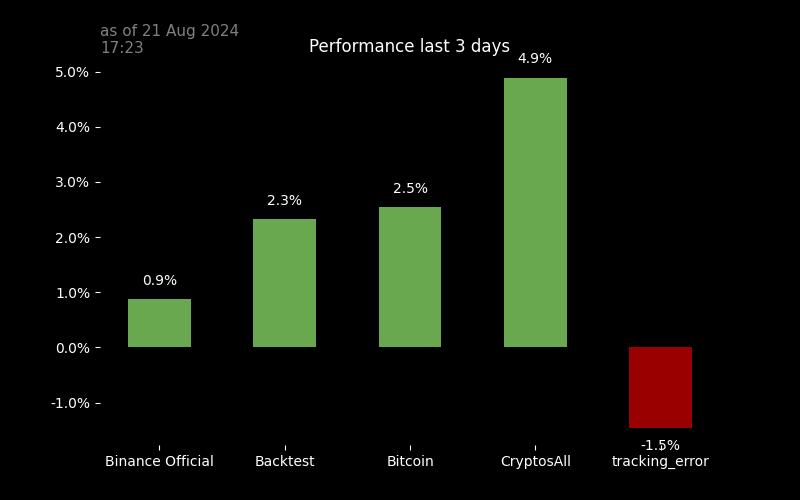 as of 21 Aug 2024
17:23
Performance last 3 days
5.0%
4.0%
3.0%
2.0%
1.0%
0.0%
-1.0%
0.9%
2.3%
2.5%
4.9%
-1.5%
Binance Official
Backtest
Bitcoin
CryptosAll
tracking_error